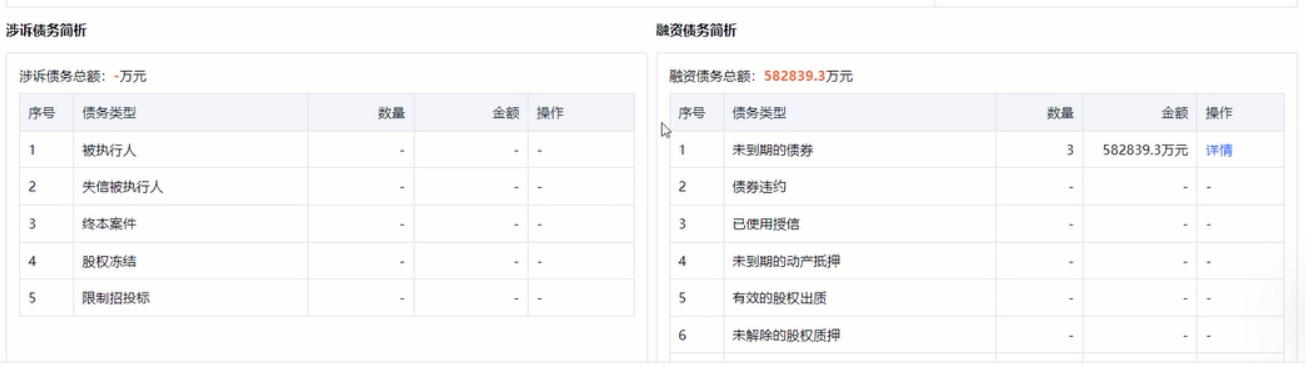 涉诉债务简析
涉诉债务总额：-万元
序号 债务类型 数量 金额 操作
1 被执行人 - - -
2 失信被执行人 - - -
3 终本案件 - - -
4 股权冻结 - - -
5 限制招投标 - - -
融资债务简析
融资债务总额：582839.3万元
序号 债务类型 数量 金额 操作
1 未到期的债券 3 582839.3万元 详情
2 债券违约 - - -
3 已使用授信 - - -
4 未到期的动产抵押 - - -
5 有效的股权出质 - - -
6 未解除的股权质押 - - -